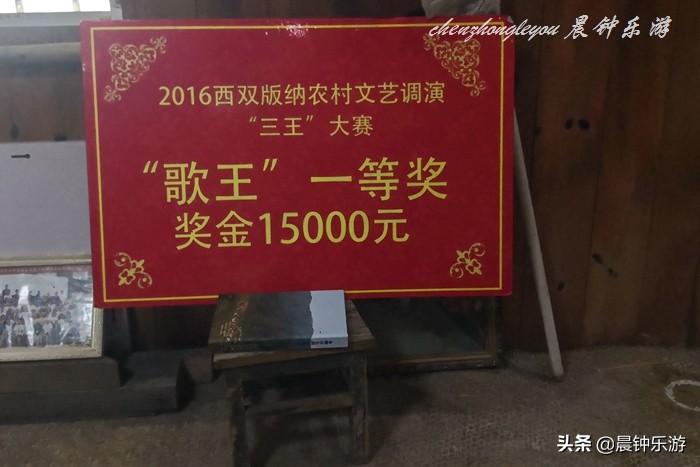 chenzhongleyou 晨钟乐游
2016西双版纳农村文艺调演
“三王”大赛
“歌王”一等奖
奖金15000元
头条 @晨钟乐游